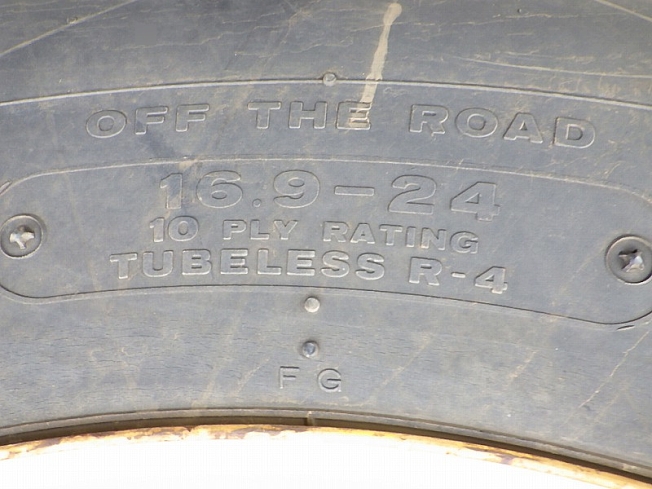 OFF THE ROAD
16.9-24
10 PLY RATING
TUBELESS R-4
FG